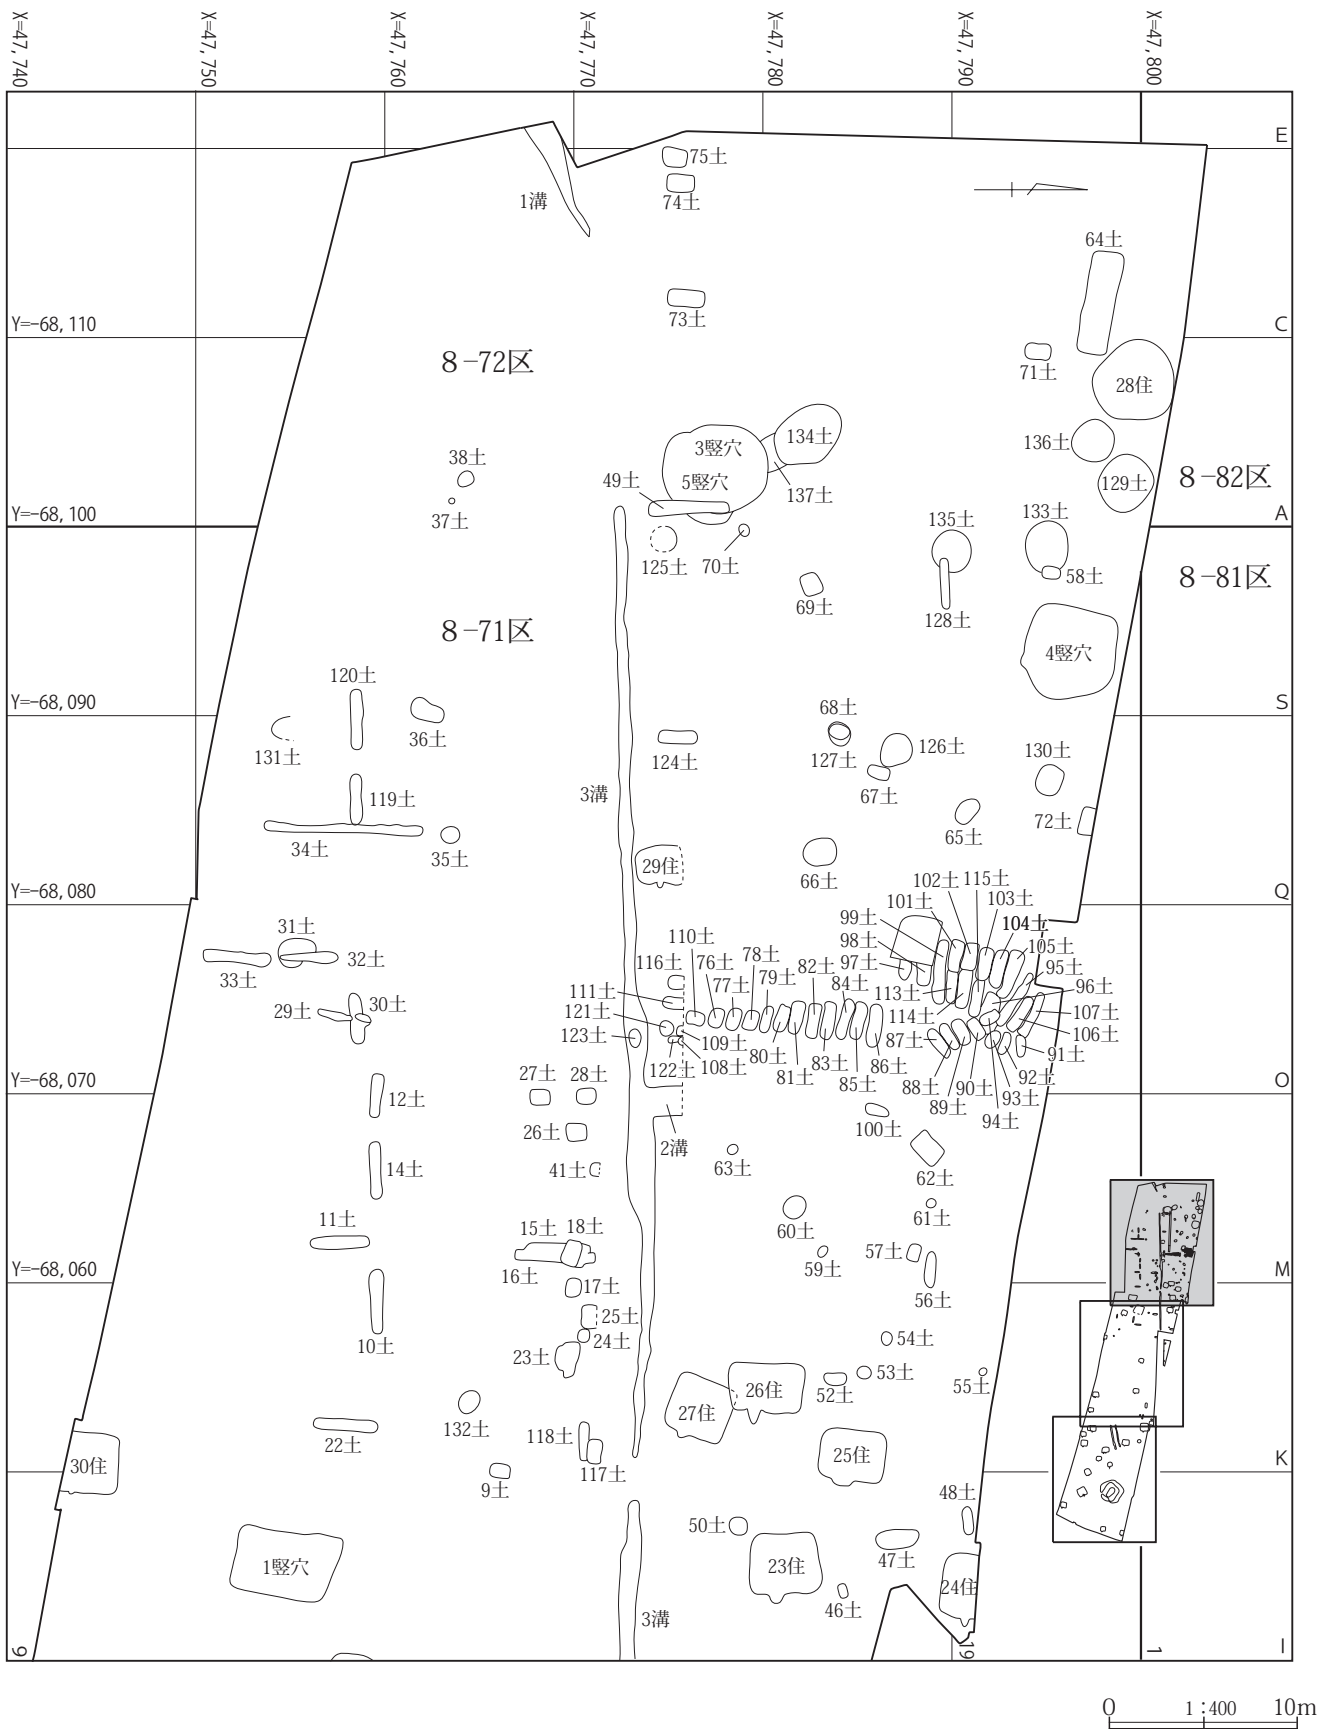 X=47,740
X=47,750
X=47,760
X=47,770
X=47,780
X=47,790
X=47,800
E
75土
74土
1溝
64土
73土
Y=-68,110
C
8-72区
71土
28住
134土
3竪穴
136土
38土
5竪穴
49土
137土
129土
8-82区
Y=-68,100
37土
135土
133土
A
125土
70土
58土
8-81区
69土
128土
8-71区
4竪穴
120土
Y=-68,090
68土
S
36土
131土
124土
127土
126土
130土
3溝
67土
119土
72土
34土
35土
65土
29住
66土
Y=-68,080
102土
115土
Q
101土
103土
31土
99土
104土
110土
98土
105土
32土
78土
33土
116土
76土
82土
97土
95土
77土
79土
84土
96土
111土
113土
29土
30土
121土
114土
107土
123土
109土
87土
106土
80土
86土
91土
122土
108土
83土
27土
28土
81土
88土
92土
Y=-68,070
85土
90土
O
12土
89土
93土
100土
94土
26土
2溝
14土
41土
63土
62土
11土
15土
18土
60土
61土
57土
Y=-68,060
16土
59土
M
17土
56土
25土
10土
24土
54土
23土
26住
53土
52土
55土
27住
132土
22土
118土
25住
30住
117土
K
9土
48土
50土
1竪穴
23住
47土
24住
46土
3溝
9
19
1
I
0
1:400
10m